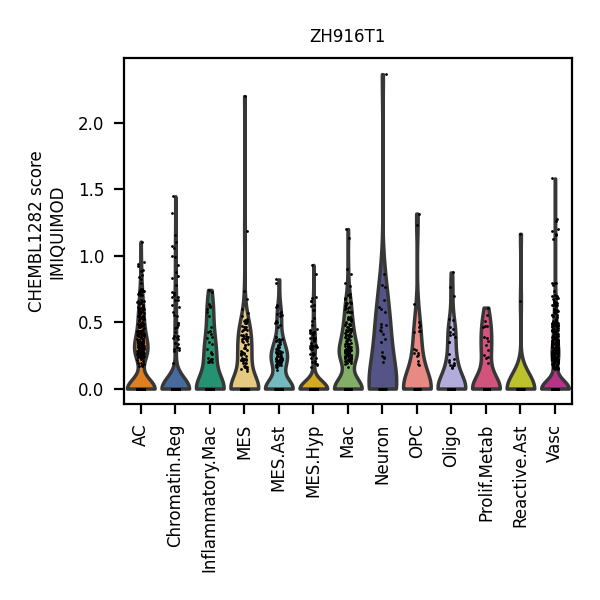 ZH916T1
CHEMBL1282 score
IMIQUIMOD
2.0
1.5
1.0
0.5
0.0
AC
Chromatin.Reg
Inflammatory.Mac
MES
MES.Ast
MES.Hyp
Mac
Neuron
OPC
Oligo
Prolif.Metab
Reactive.Ast
Vasc